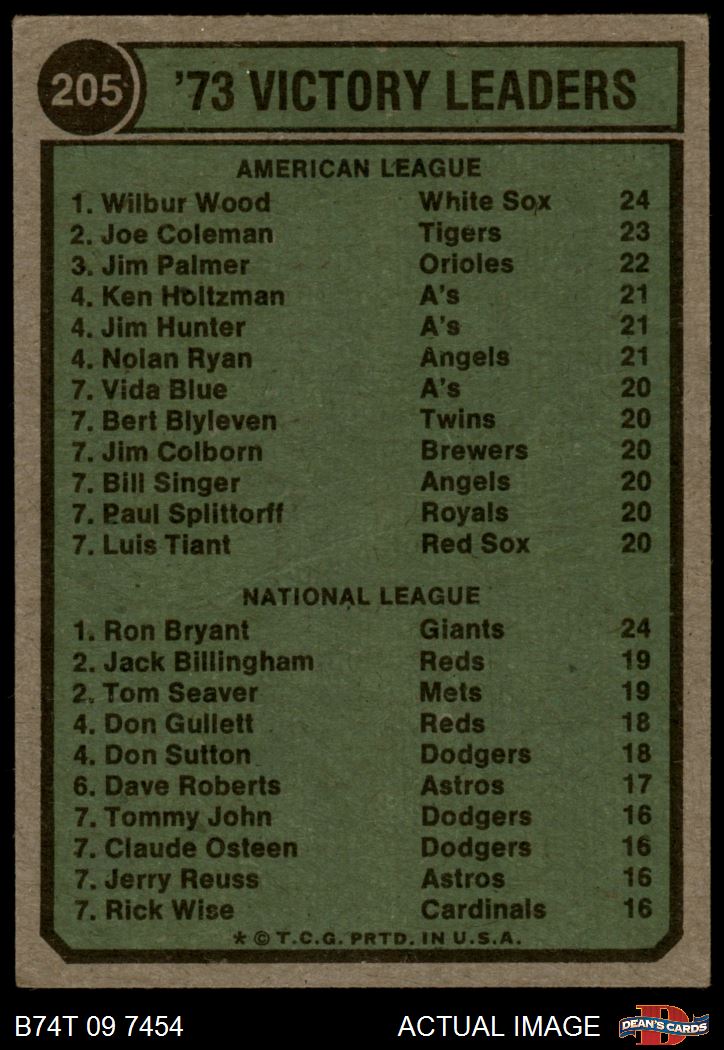 205 '73 VICTORY LEADERS
AMERICAN LEAGUE
1. Wilbur Wood White Sox 24
2. Joe Coleman Tigers 23
3. Jim Palmer Orioles 22
4. Ken Holtzman A's 21
4. Jim Hunter A's 21
4. Nolan Ryan Angels 21
7. Vida Blue A's 20
7. Bert Blyleven Twins 20
7. Jim Colborn Brewers 20
7. Bill Singer Angels 20
7. Paul Splittorff Royals 20
7. Luis Tiant Red Sox 20
NATIONAL LEAGUE
1. Ron Bryant Giants 24
2. Jack Billingham Reds 19
2. Tom Seaver Mets 19
4. Don Gullett Reds 18
4. Don Sutton Dodgers 18
6. Dave Roberts Astros 17
7. Tommy John Dodgers 16
7. Claude Osteen Dodgers 16
7. Jerry Reuss Astros 16
7. Rick Wise Cardinals 16
* © T.C.G. PRTD. IN U.S.A.
B74T 09 7454 ACTUAL IMAGE D DEAN'S CARDS